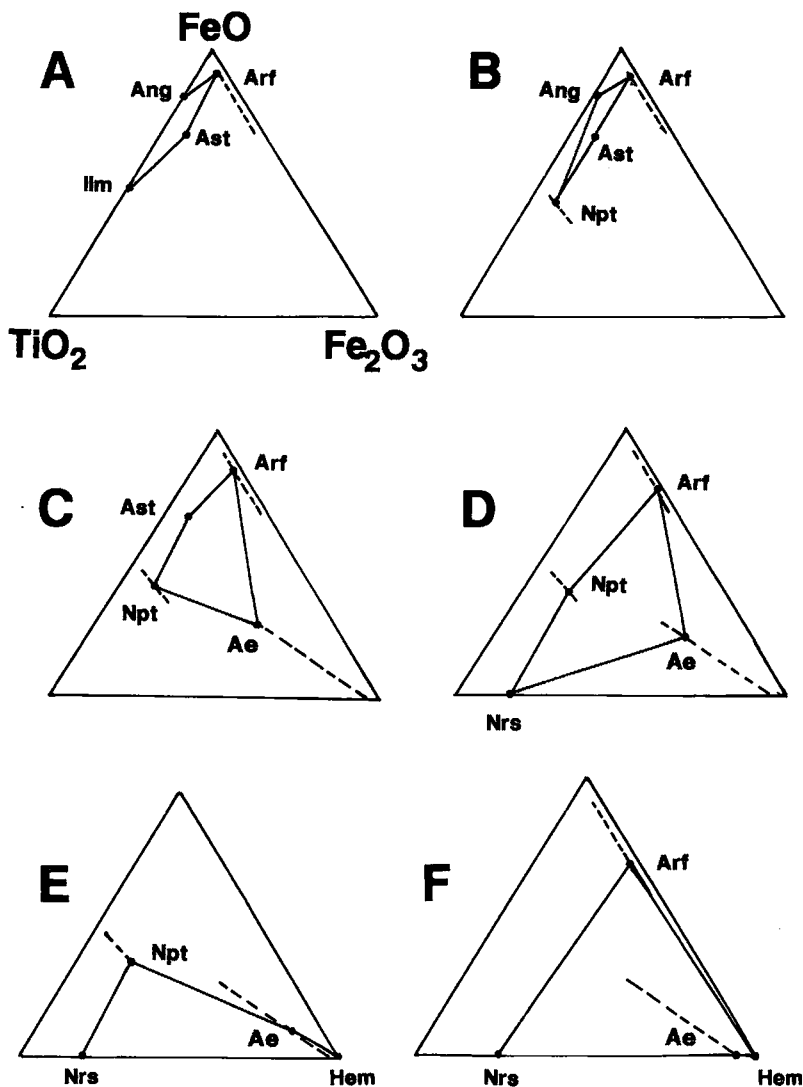 FeO
A
Ang
Arf
Ast
Ilm
TiO2
Fe2O3
B
Ang
Arf
Ast
Npt
C
Arf
Ast
Npt
Ae
D
Arf
Npt
Ae
Nrs
E
Npt
Ae
Nrs
Hem
F
Arf
Ae
Nrs
Hem